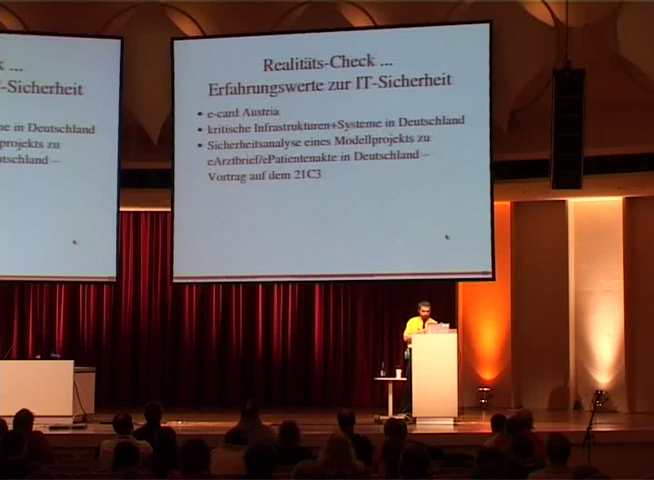 k ...
-Sicherheit
me in Deutschland
projekts zu
utschland –
Realitäts-Check ...
Erfahrungswerte zur IT-Sicherheit
• e-card Austria
• kritische Infrastrukturen+Systeme in Deutschland
• Sicherheitsanalyse eines Modellprojekts zu
eArztbrief/ePatientenakte in Deutschland –
Vortrag auf dem 21C3